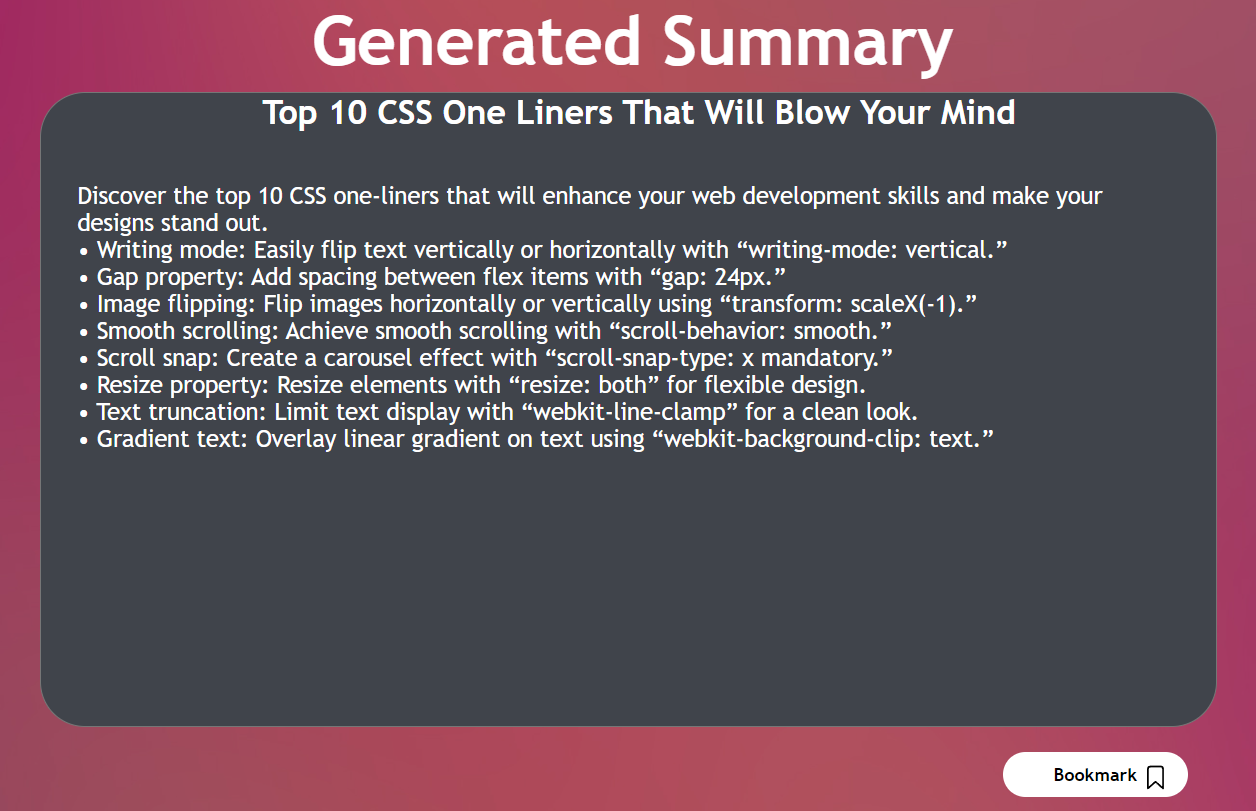 Generated Summary
Top 10 CSS One Liners That Will Blow Your Mind
Discover the top 10 CSS one-liners that will enhance your web development skills and make your
designs stand out.
• Writing mode: Easily flip text vertically or horizontally with “writing-mode: vertical.”
• Gap property: Add spacing between flex items with “gap: 24px.”
• Image flipping: Flip images horizontally or vertically using “transform: scaleX(-1).”
• Smooth scrolling: Achieve smooth scrolling with “scroll-behavior: smooth.”
• Scroll snap: Create a carousel effect with “scroll-snap-type: x mandatory.”
• Resize property: Resize elements with “resize: both” for flexible design.
• Text truncation: Limit text display with “webkit-line-clamp” for a clean look.
• Gradient text: Overlay linear gradient on text using “webkit-background-clip: text.”
Bookmark